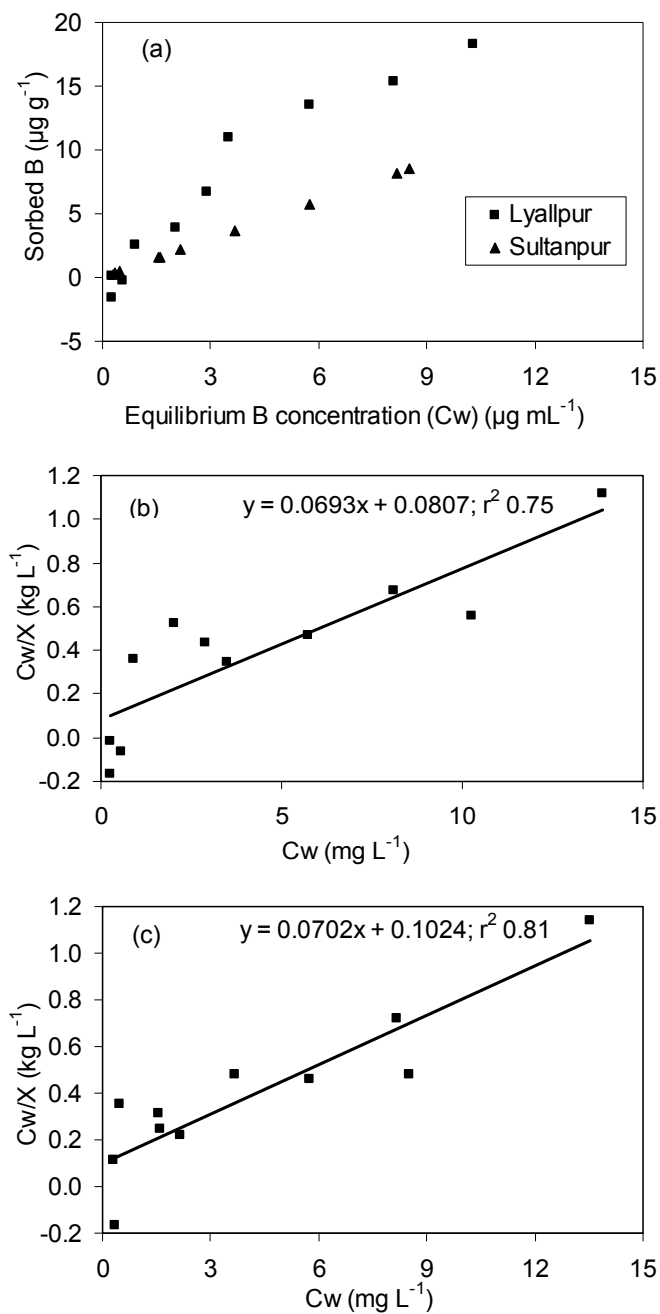 (a)
20
15
10
5
0
-5
Sorbed B (µg g⁻¹)
Lyallpur
Sultanpur
0 3 6 9 12 15
Equilibrium B concentration (Cw) (µg mL⁻¹)
(b)
y = 0.0693x + 0.0807; r² 0.75
1.2
1.0
0.8
0.6
0.4
0.2
0.0
-0.2
Cw/X (kg L⁻¹)
0 5 10 15
Cw (mg L⁻¹)
(c)
y = 0.0702x + 0.1024; r² 0.81
1.2
1.0
0.8
0.6
0.4
0.2
0.0
-0.2
Cw/X (kg L⁻¹)
0 3 6 9 12 15
Cw (mg L⁻¹)